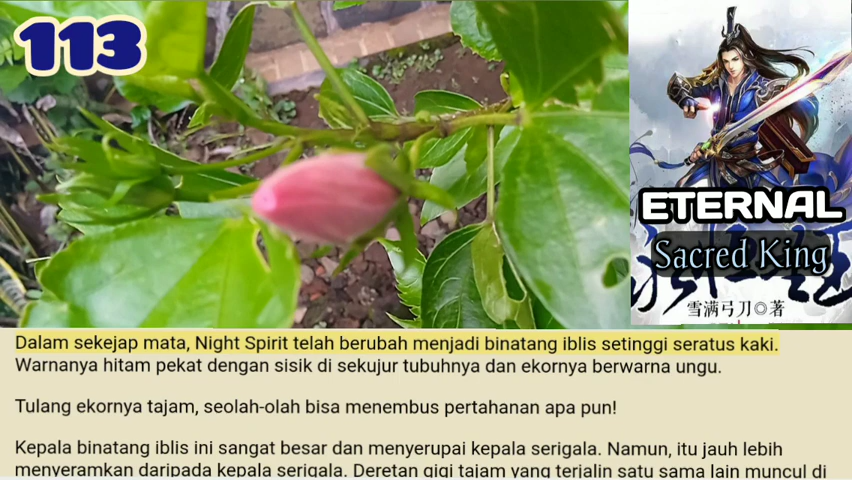 113
ETERNAL
Sacred King
雪满弓刀◎著
Dalam sekejap mata, Night Spirit telah berubah menjadi binatang iblis setinggi seratus kaki.
Warnanya hitam pekat dengan sisik di sekujur tubuhnya dan ekornya berwarna ungu.
Tulang ekornya tajam, seolah-olah bisa menembus pertahanan apa pun!
Kepala binatang iblis ini sangat besar dan menyerupai kepala serigala. Namun, itu jauh lebih
menyeramkan daripada kepala serigala. Deretan gigi tajam yang terjalin satu sama lain muncul di